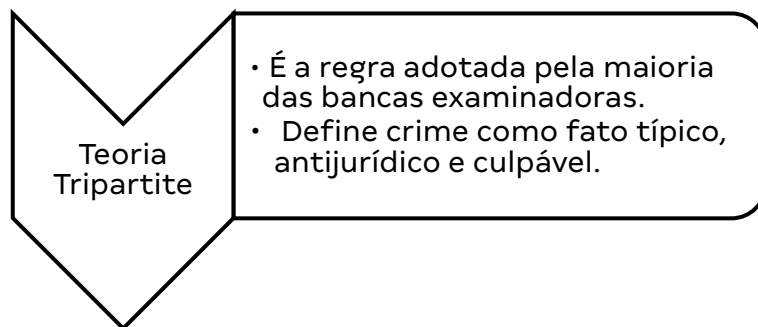 Teoria
Tripartite
• É a regra adotada pela maioria
das bancas examinadoras.
• Define crime como fato típico,
antijurídico e culpável.